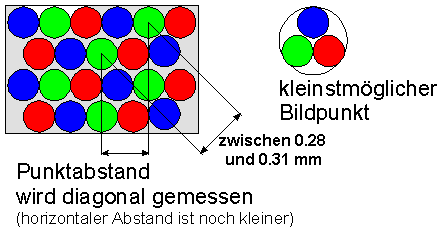 kleinstmöglicher
Bildpunkt
zwischen 0.28
und 0.31 mm
Punktabstand
wird diagonal gemessen
(horizontaler Abstand ist noch kleiner)